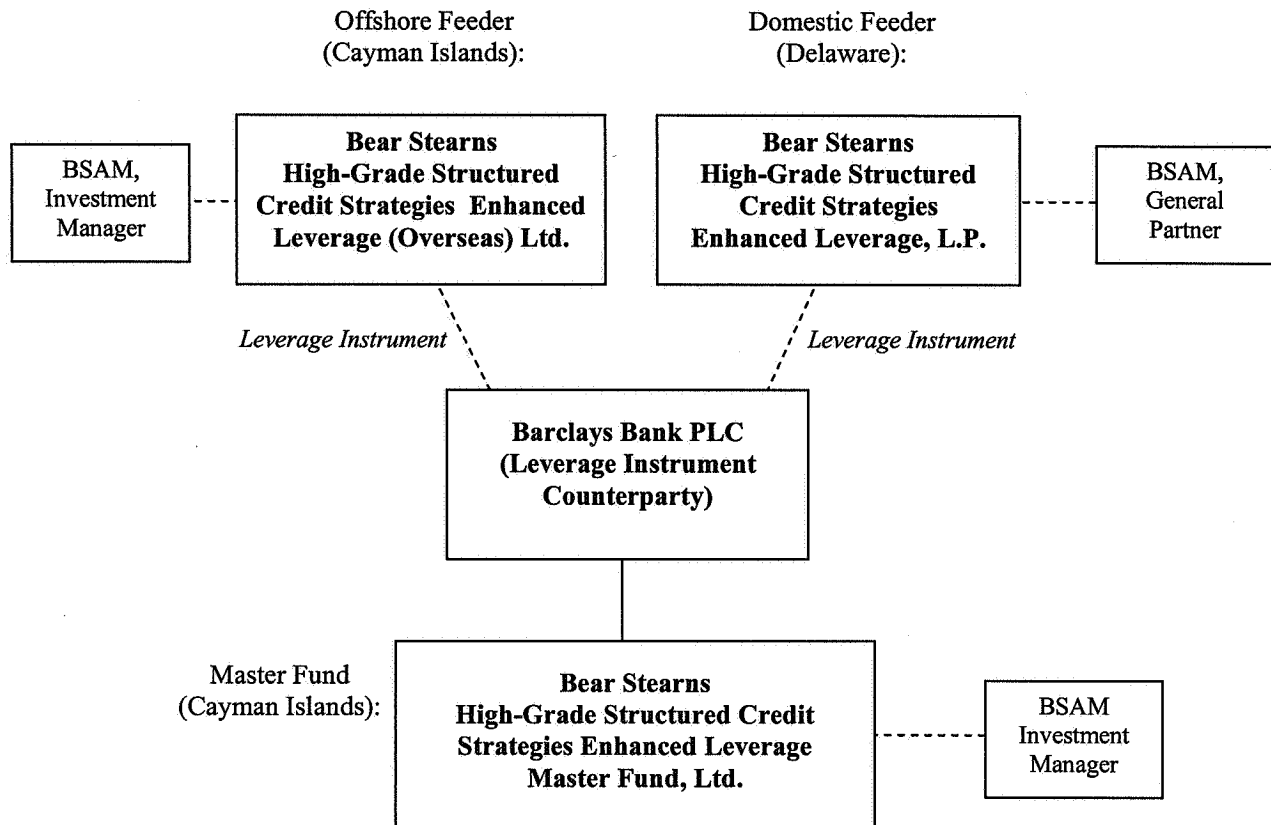 Offshore Feeder
(Cayman Islands):
Domestic Feeder
(Delaware):
BSAM,
Investment
Manager
Bear Stearns
High-Grade Structured
Credit Strategies Enhanced
Leverage (Overseas) Ltd.
Bear Stearns
High-Grade Structured
Credit Strategies
Enhanced Leverage, L.P.
BSAM,
General
Partner
Leverage Instrument
Leverage Instrument
Barclays Bank PLC
(Leverage Instrument
Counterparty)
Master Fund
(Cayman Islands):
Bear Stearns
High-Grade Structured Credit
Strategies Enhanced Leverage
Master Fund, Ltd.
BSAM
Investment
Manager